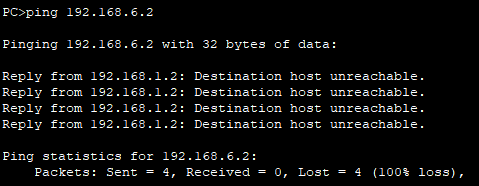 PC>ping 192.168.6.2
Pinging 192.168.6.2 with 32 bytes of data:
Reply from 192.168.1.2: Destination host unreachable.
Reply from 192.168.1.2: Destination host unreachable.
Reply from 192.168.1.2: Destination host unreachable.
Reply from 192.168.1.2: Destination host unreachable.
Ping statistics for 192.168.6.2:
Packets: Sent = 4, Received = 0, Lost = 4 (100% loss),